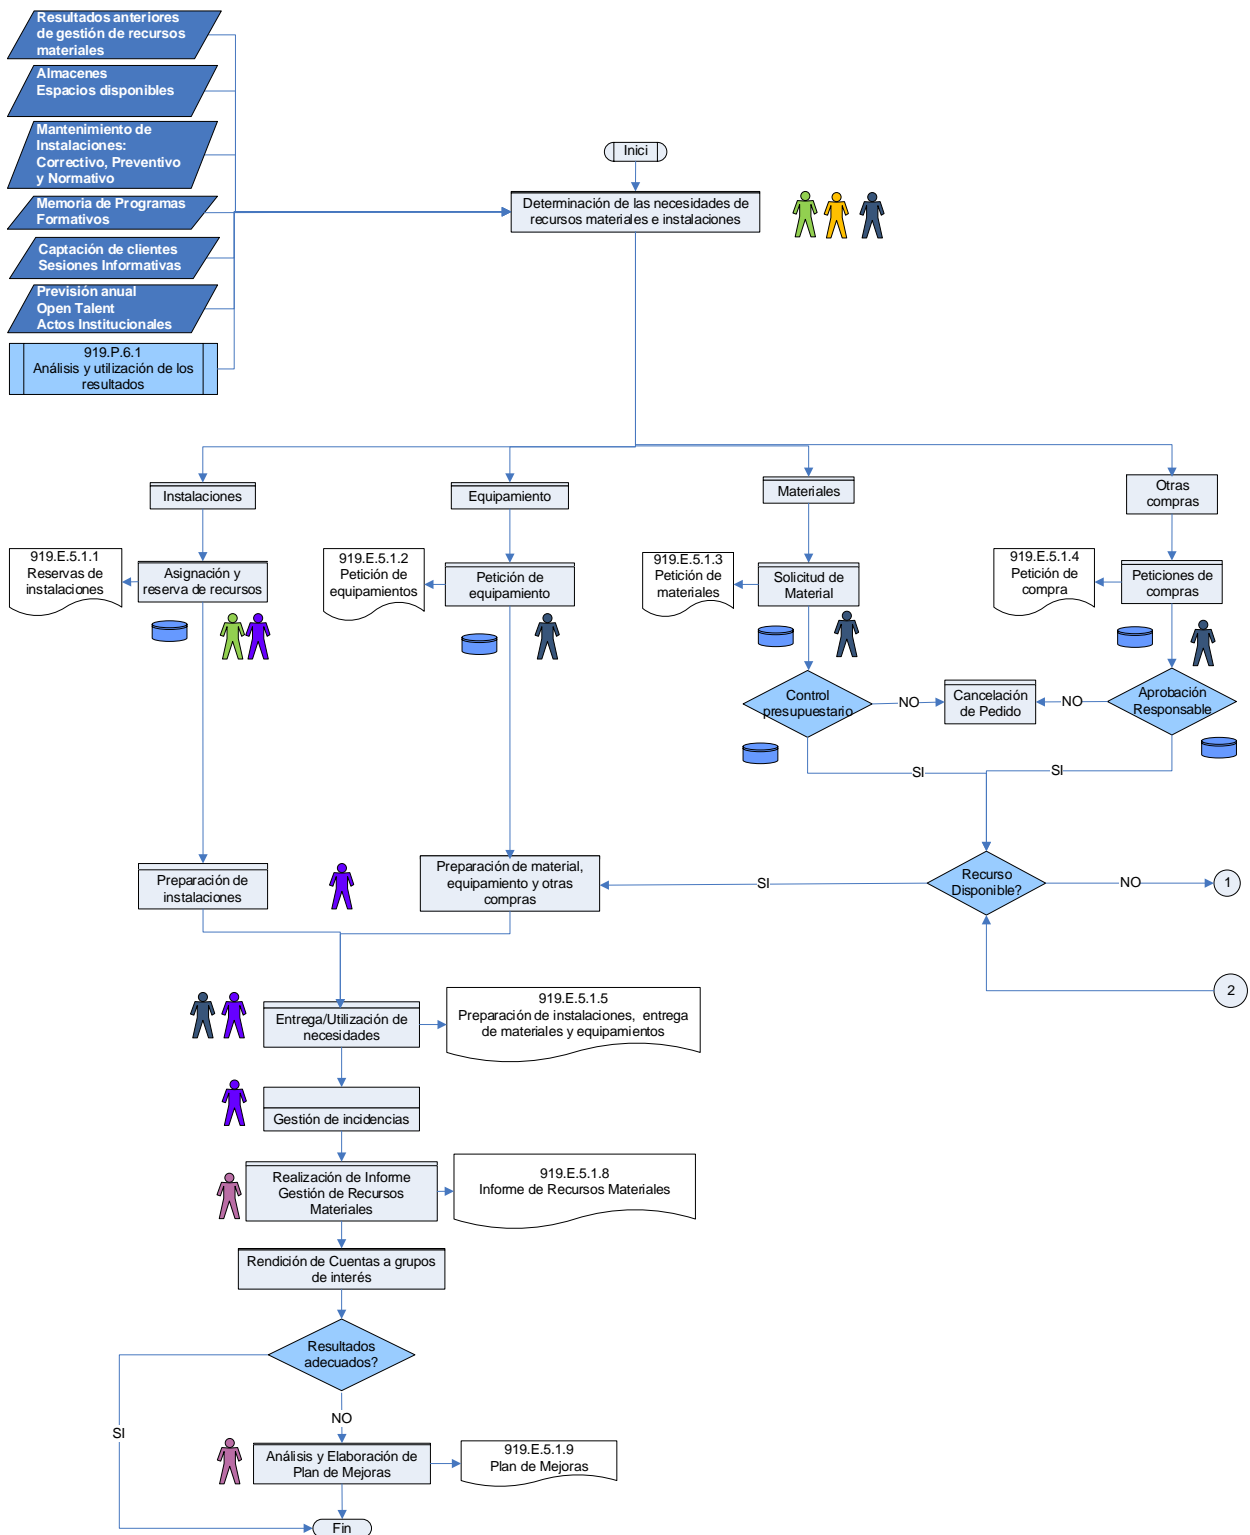 Resultados anteriores
de gestión de recursos
materiales
Almacenes
Espacios disponibles
Mantenimiento de
Instalaciones:
Correctivo, Preventivo
y Normativo
Memoria de Programas
Formativos
Captación de clientes
Sesiones Informativas
Previsión anual
Open Talent
Actos Institucionales
919.P.6.1
Análisis y utilización de los
resultados
Inici
Determinación de las necesidades de
recursos materiales e instalaciones
Instalaciones
Equipamiento
Materiales
Otras
compras
919.E.5.1.1
Reservas de
instalaciones
Asignación y
reserva de recursos
919.E.5.1.2
Petición de
equipamientos
Petición de
equipamiento
919.E.5.1.3
Petición de
materiales
Solicitud de
Material
919.E.5.1.4
Petición de
compra
Peticiones de
compras
Control
presupuestario
NO
Cancelación
de Pedido
NO
Aprobación
Responsable
SI
SI
Preparación de
instalaciones
Preparación de material,
equipamiento y otras
compras
SI
Recurso
Disponible?
NO
1
2
Entrega/Utilización de
necesidades
919.E.5.1.5
Preparación de instalaciones, entrega
de materiales y equipamientos
Gestión de incidencias
Realización de Informe
Gestión de Recursos
Materiales
919.E.5.1.8
Informe de Recursos Materiales
Rendición de Cuentas a grupos
de interés
Resultados
adecuados?
NO
SI
Análisis y Elaboración de
Plan de Mejoras
919.E.5.1.9
Plan de Mejoras
Fin